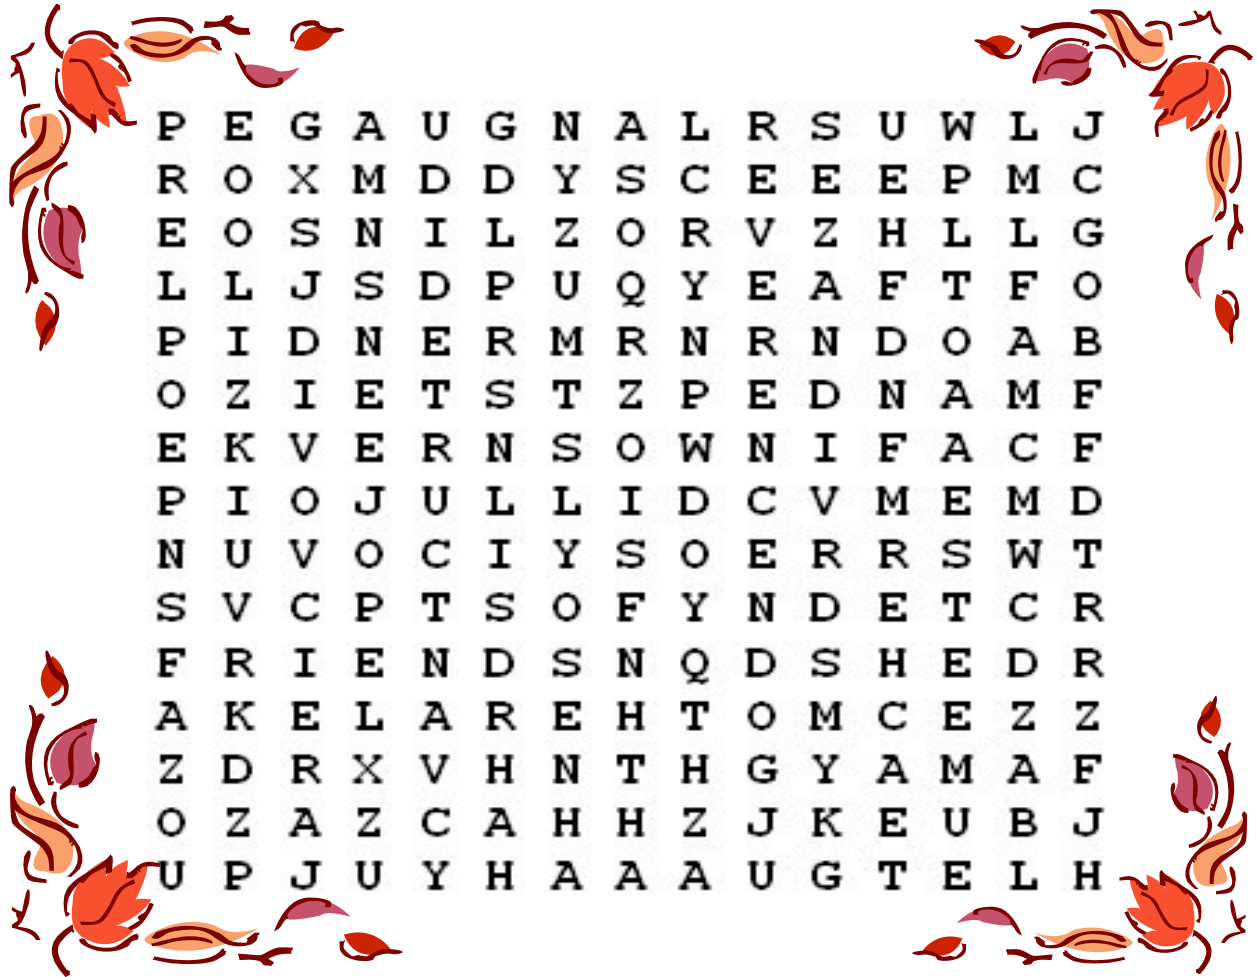 P E G A U G N A L R S U W L J
R O X M D D Y S C E E E P M C
E O S N I L Z O R V Z H L L G
L L J S D P U Q Y E A F T F O
P I D N E R M R N R N D O A B
O Z I E T S T Z P E D N A M F
E K V E R N S O W N I F A C F
P I O J U L L I D C V M E M D
N U V O C I Y S O E R R S W T
S V C P T S O F Y N D E T C R
F R I E N D S N Q D S H E D R
A K E L A R E H T O M C E Z Z
Z D R X V H N T H G Y A M A F
O Z A Z C A H H Z J K E U B J
U P J U Y H A A A U G T E L H